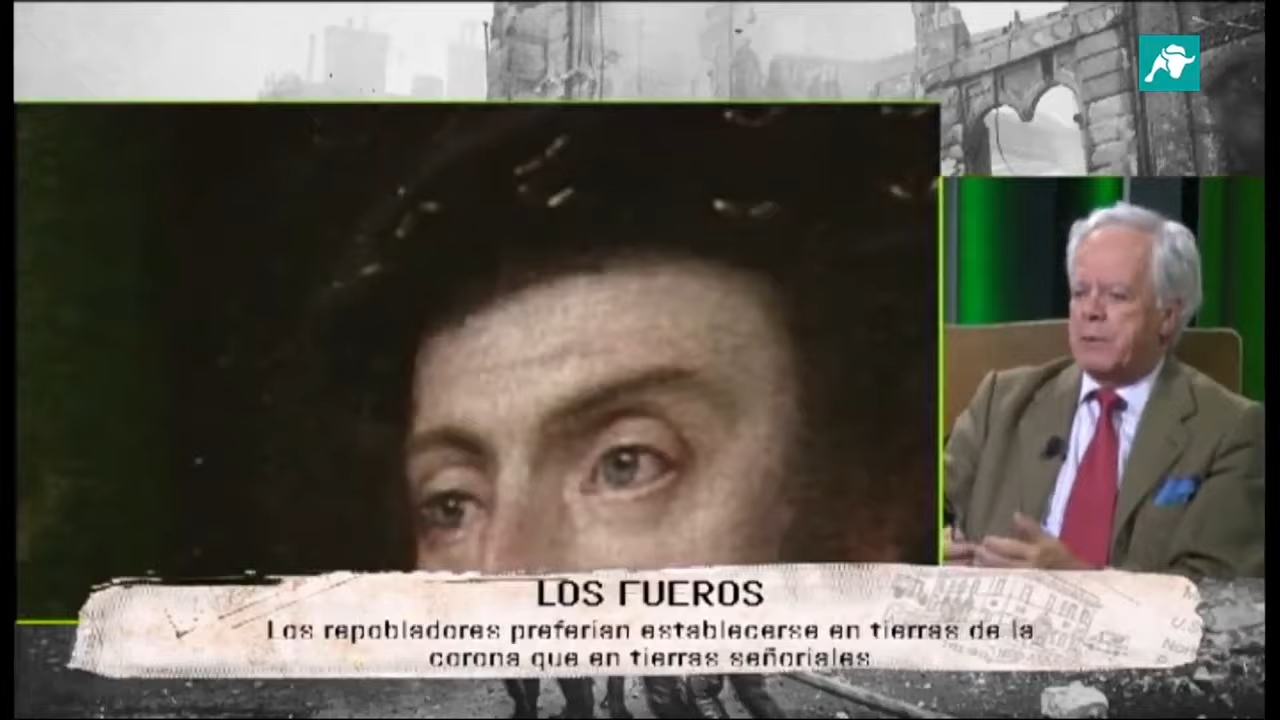 LOS FUEROS
Los repobladores preferían establecerse en tierras de la
corona que en tierras señoriales